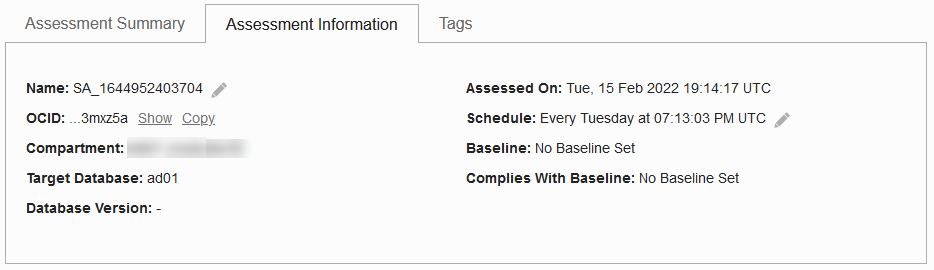 Assessment Summary Assessment Information Tags
Name: SA_1644952403704
OCID: ...3mxz5a Show Copy
Compartment:
Target Database: ad01
Database Version: -
Assessed On: Tue, 15 Feb 2022 19:14:17 UTC
Schedule: Every Tuesday at 07:13:03 PM UTC
Baseline: No Baseline Set
Complies With Baseline: No Baseline Set